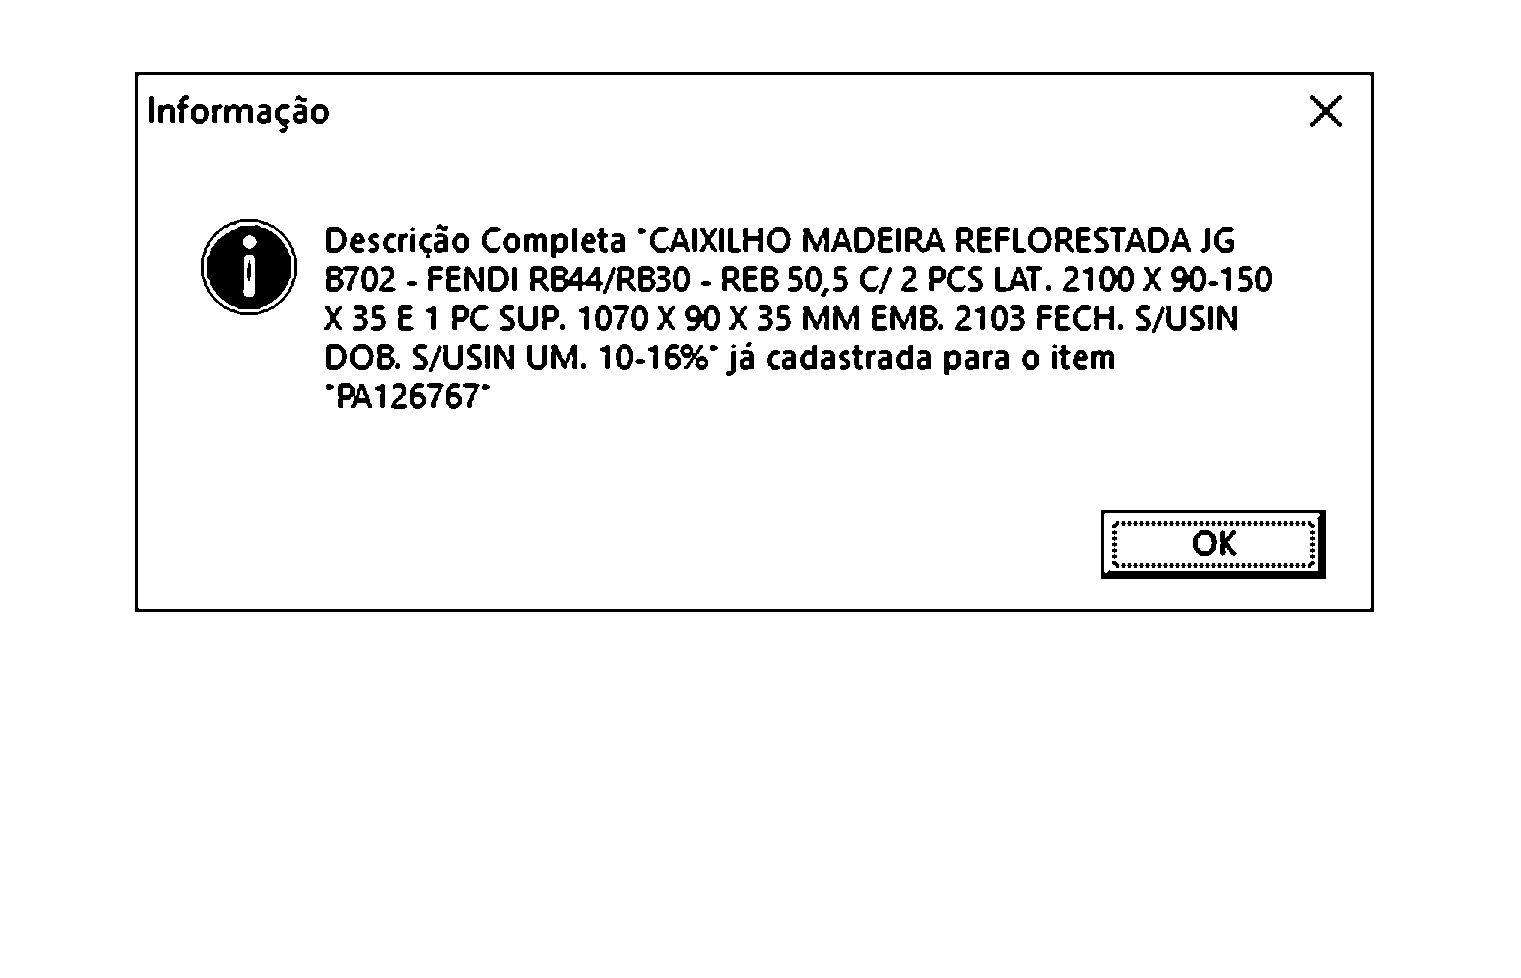 Informação
Descrição Completa "CAIXILHO MADEIRA REFLORESTADA JG
B702 - FENDI RB44/RB30 - REB 50,5 C/ 2 PCS LAT. 2100 X 90-150
X 35 E 1 PC SUP. 1070 X 90 X 35 MM EMB. 2103 FECH. S/USIN
DOB. S/USIN UM. 10-16%" já cadastrada para o item
"PA126767"
OK